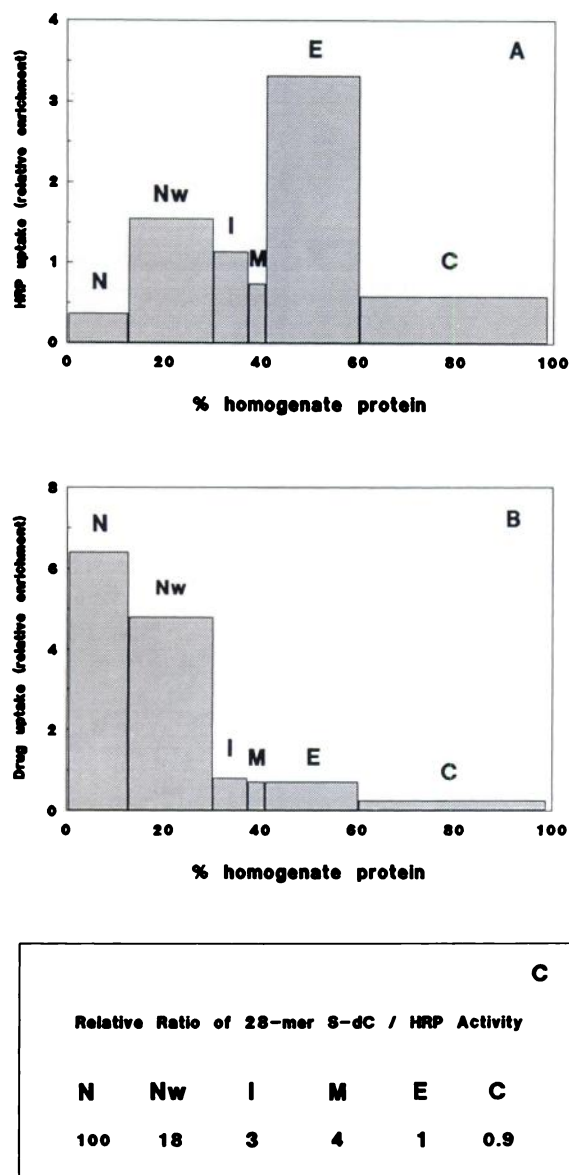 4
3
2
1
0
HRP uptake (relative enrichment)
A
N
Nw
I
M
E
C
0 20 40 60 80 100
% homogenate protein
8
6
4
2
0
Drug uptake (relative enrichment)
B
N
Nw
I
M
E
C
0 20 40 60 80 100
% homogenate protein
C
Relative Ratio of 28-mer S-dC / HRP Activity
N Nw I M E C
100 18 3 4 1 0.9